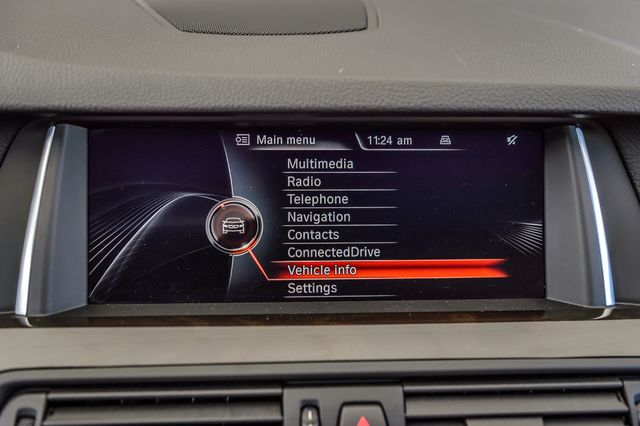 Main menu 11:24 am
Multimedia
Radio
Telephone
Navigation
Contacts
ConnectedDrive
Vehicle info
Settings